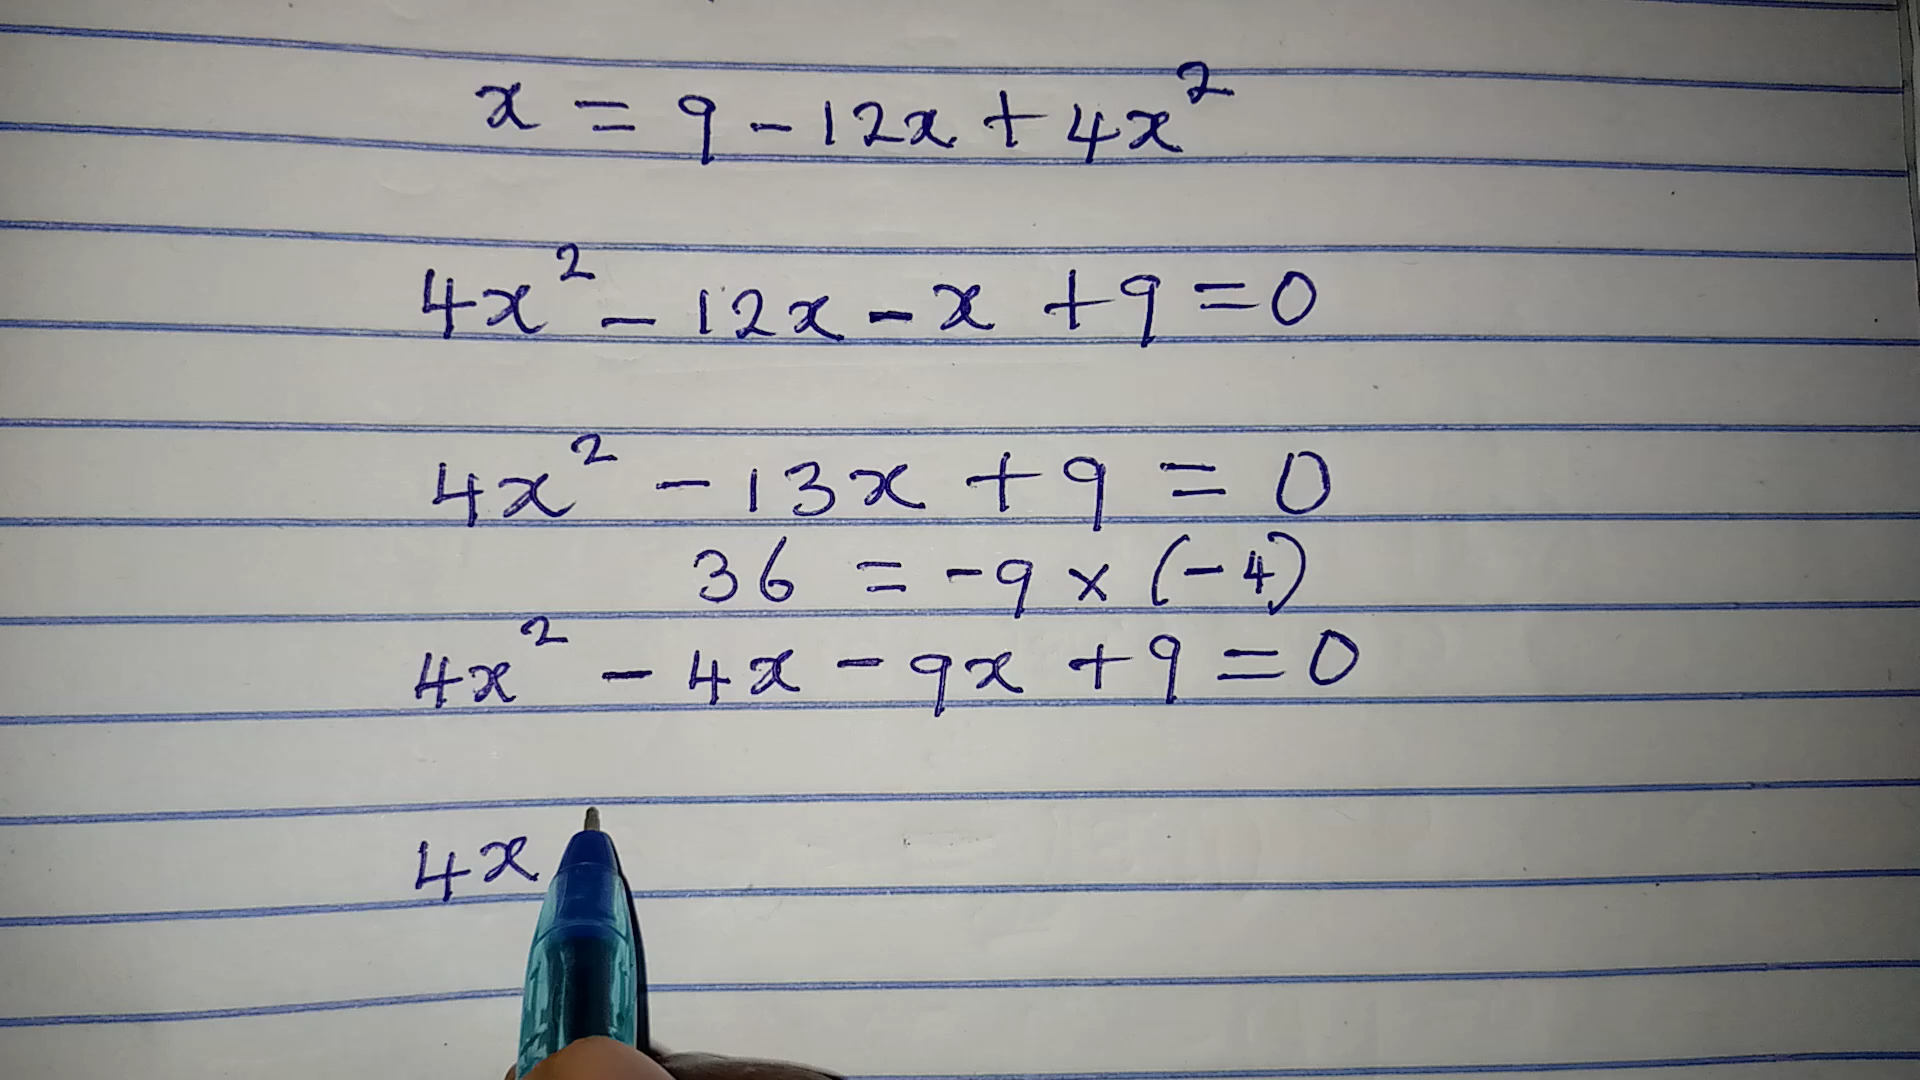 x = 9 - 12x + 4x²
4x² - 12x - x + 9 = 0
4x² - 13x + 9 = 0
36 = -9 × (-4)
4x² - 4x - 9x + 9 = 0
4x